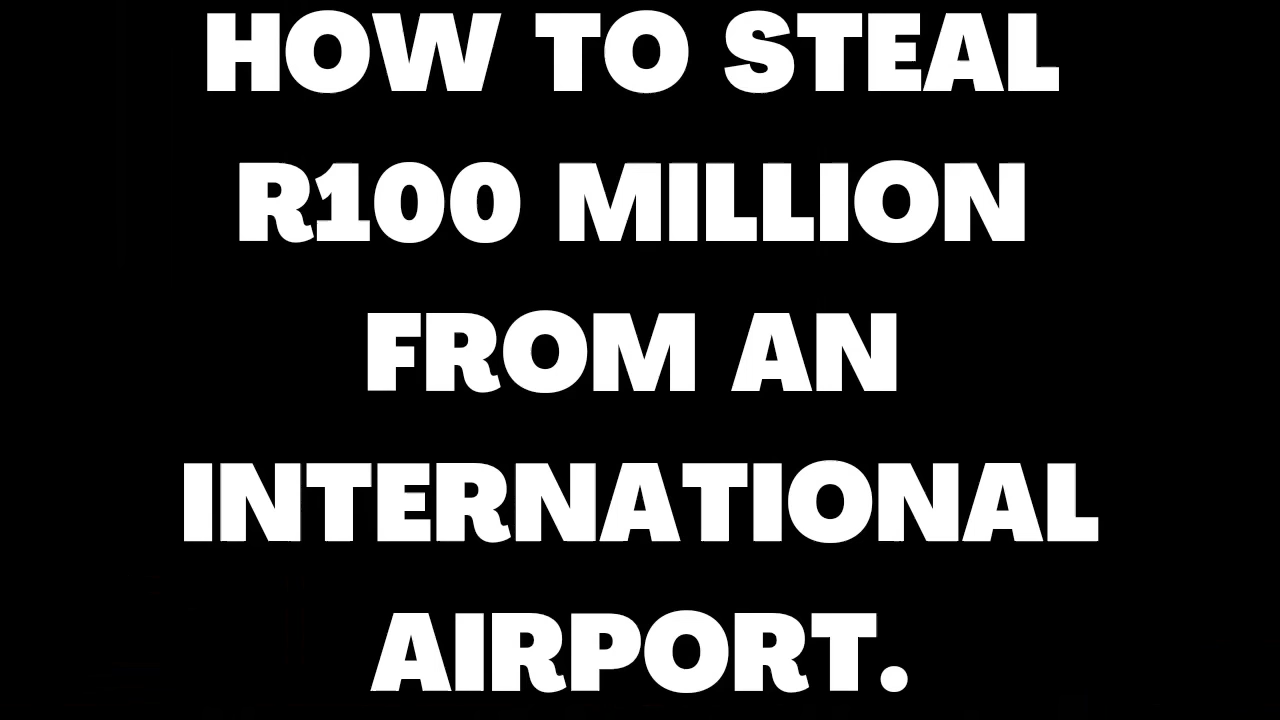 HOW TO STEAL
R100 MILLION
FROM AN
INTERNATIONAL
AIRPORT.